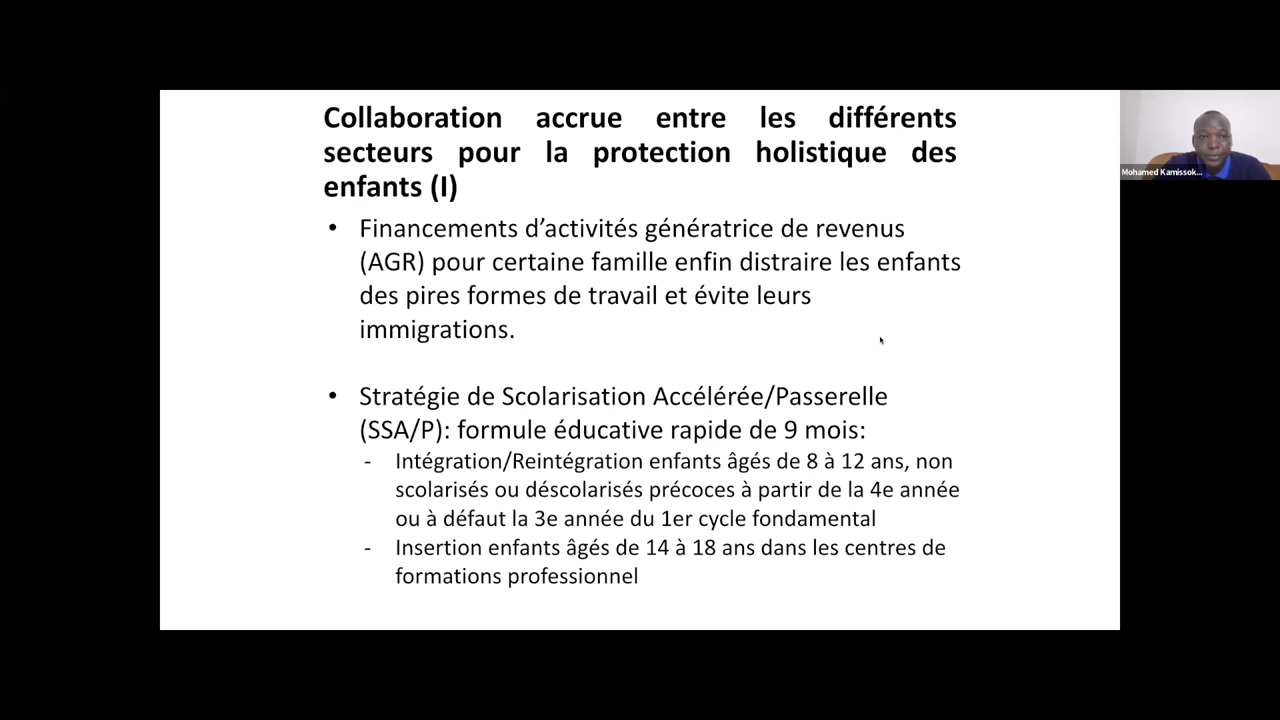 Collaboration accrue entre les différents
secteurs pour la protection holistique des
enfants (I)
• Financements d’activités génératrice de revenus
(AGR) pour certaine famille enfin distraire les enfants
des pires formes de travail et évite leurs
immigrations.
• Stratégie de Scolarisation Accélérée/Passerelle
(SSA/P): formule éducative rapide de 9 mois:
- Intégration/Reintégration enfants âgés de 8 à 12 ans, non
scolarisés ou déscolarisés précoces à partir de la 4e année
ou à défaut la 3e année du 1er cycle fondamental
- Insertion enfants âgés de 14 à 18 ans dans les centres de
formations professionnel
Mohamed Kamissok...